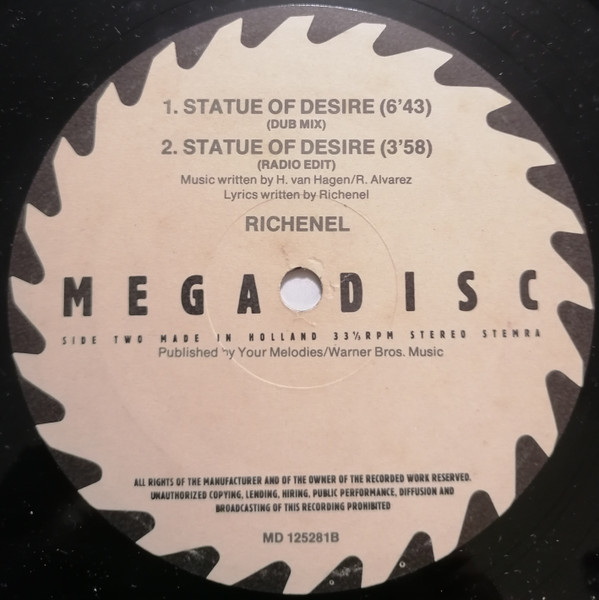 1. STATUE OF DESIRE (6'43)
(DUB MIX)
2. STATUE OF DESIRE (3'58)
(RADIO EDIT)
Music written by H. van Hagen/R. Alvarez
Lyrics written by Richenel
RICHENEL
MEGA DISC
SIDE TWO MADE IN HOLLAND 33⅓RPM STEREO STEMRA
Published by Your Melodies/Warner Bros. Music
ALL RIGHTS OF THE MANUFACTURER AND OF THE OWNER OF THE RECORDED WORK RESERVED.
UNAUTHORIZED COPYING, LENDING, HIRING, PUBLIC PERFORMANCE, DIFFUSION AND
BROADCASTING OF THIS RECORDING PROHIBITED
MD 125281B